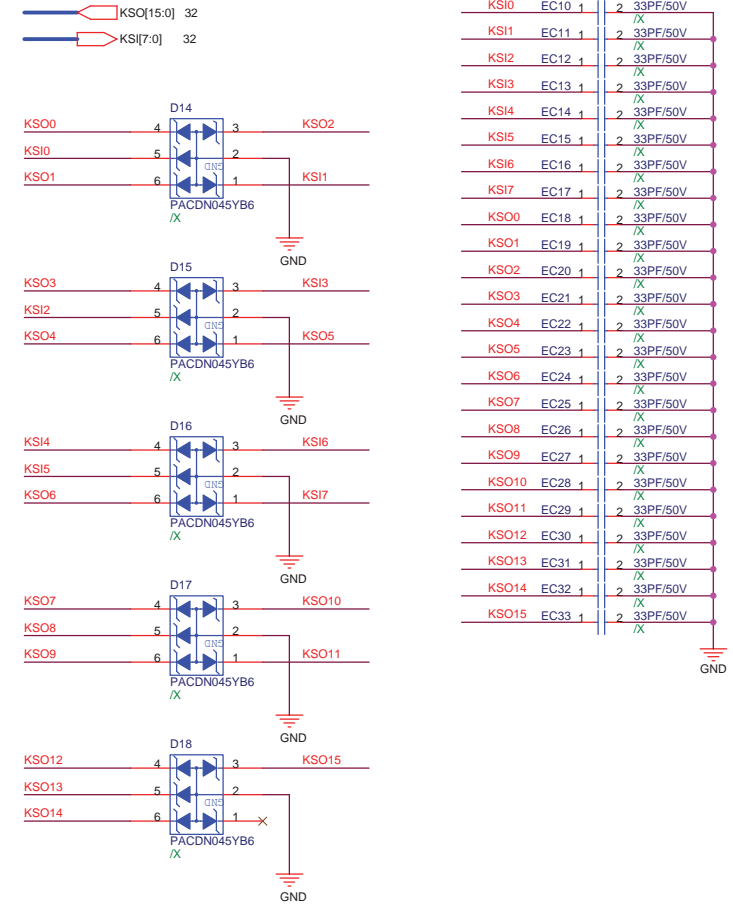 KSO[15:0] 32
KSI[7:0] 32
D14
KSO0 4 3 KSO2
KSI0 5 2
GND
KSO1 6 1 KSI1
PACDN045YB6
/X
GND
D15
KSO3 4 3 KSI3
KSI2 5 2
GND
KSO4 6 1 KSO5
PACDN045YB6
/X
GND
D16
KSI4 4 3 KSI6
KSI5 5 2
GND
KSO6 6 1 KSI7
PACDN045YB6
/X
GND
D17
KSO7 4 3 KSO10
KSO8 5 2
GND
KSO9 6 1 KSO11
PACDN045YB6
/X
GND
D18
KSO12 4 3 KSO15
KSO13 5 2
GND
KSO14 6 1
PACDN045YB6
/X
GND
KSI0 EC10 1 2 33PF/50V
/X
KSI1 EC11 1 2 33PF/50V
/X
KSI2 EC12 1 2 33PF/50V
/X
KSI3 EC13 1 2 33PF/50V
/X
KSI4 EC14 1 2 33PF/50V
/X
KSI5 EC15 1 2 33PF/50V
/X
KSI6 EC16 1 2 33PF/50V
/X
KSI7 EC17 1 2 33PF/50V
/X
KSO0 EC18 1 2 33PF/50V
/X
KSO1 EC19 1 2 33PF/50V
/X
KSO2 EC20 1 2 33PF/50V
/X
KSO3 EC21 1 2 33PF/50V
/X
KSO4 EC22 1 2 33PF/50V
/X
KSO5 EC23 1 2 33PF/50V
/X
KSO6 EC24 1 2 33PF/50V
/X
KSO7 EC25 1 2 33PF/50V
/X
KSO8 EC26 1 2 33PF/50V
/X
KSO9 EC27 1 2 33PF/50V
/X
KSO10 EC28 1 2 33PF/50V
/X
KSO11 EC29 1 2 33PF/50V
/X
KSO12 EC30 1 2 33PF/50V
/X
KSO13 EC31 1 2 33PF/50V
/X
KSO14 EC32 1 2 33PF/50V
/X
KSO15 EC33 1 2 33PF/50V
/X
GND